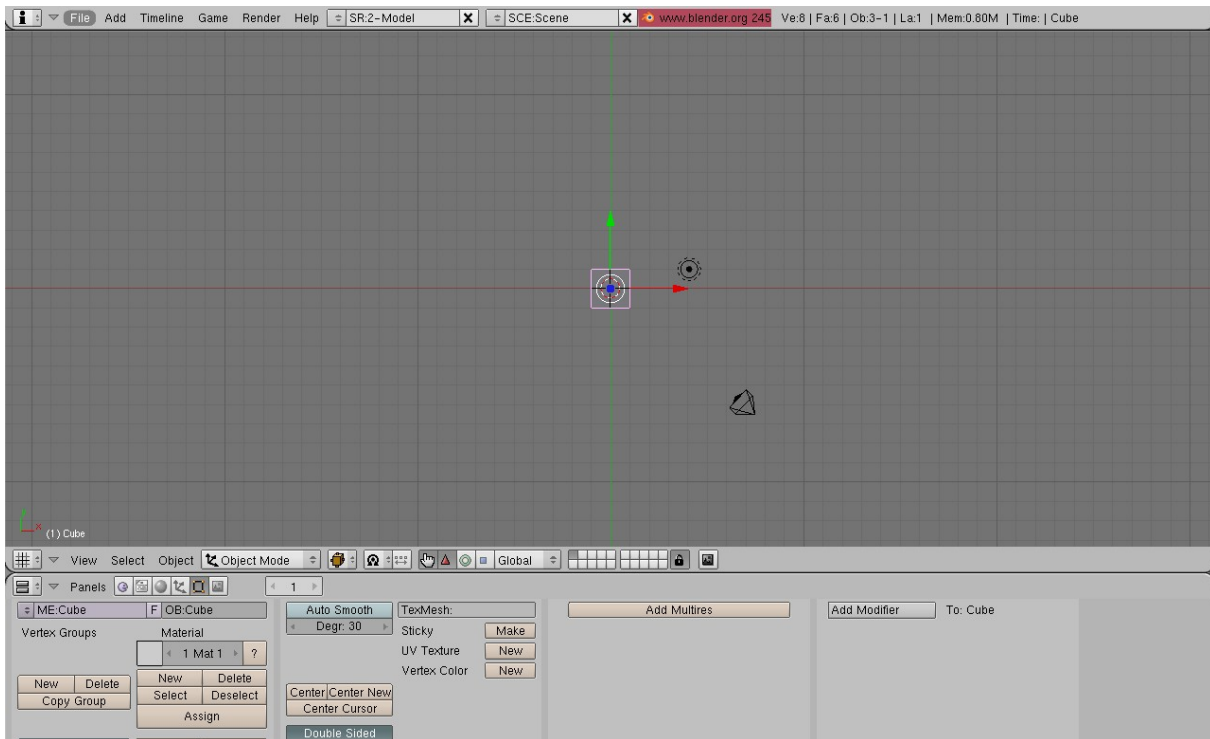 File Add Timeline Game Render Help SR:2-Model SCE:Scene www.blender.org 245 Ve:8 | Fa:6 | Ob:3-1 | La:1 | Mem:0.80M | Time: | Cube
y
x
(1) Cube
View Select Object Object Mode Global
Panels 1
ME:Cube F OB:Cube Auto Smooth TexMesh: Add Multires Add Modifier To: Cube
Vertex Groups Material Degr: 30 Sticky Make
1 Mat 1 ? UV Texture New
Vertex Color New
New Delete New Delete
Copy Group Select Deselect Center Center New
Assign Center Cursor
Double Sided